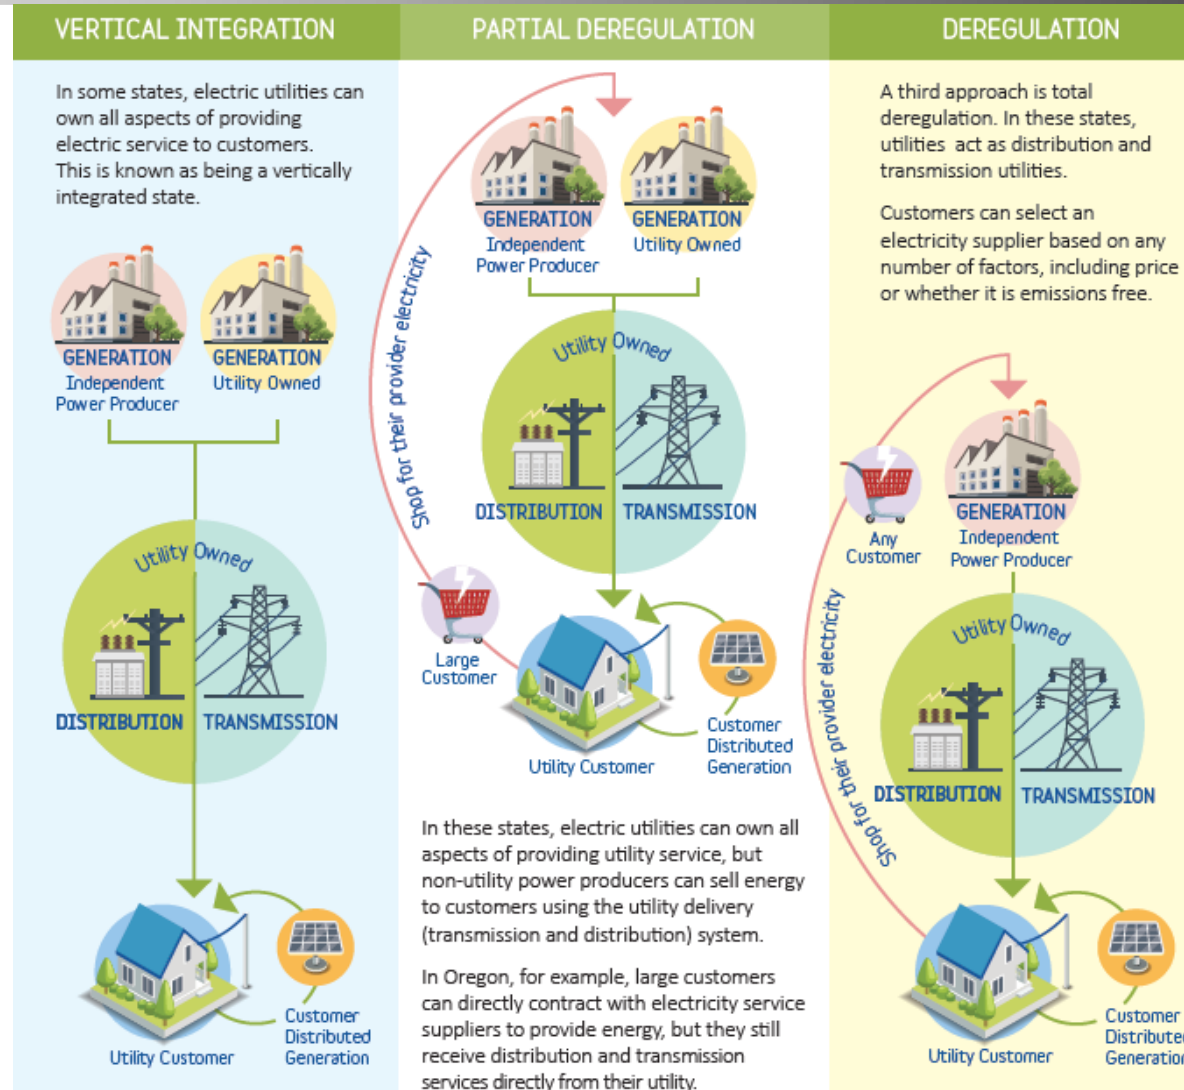 VERTICAL INTEGRATION
In some states, electric utilities can
own all aspects of providing
electric service to customers.
This is known as being a vertically
integrated state.
GENERATION
Independent
Power Producer
GENERATION
Utility Owned
Utility Owned
DISTRIBUTION
TRANSMISSION
Utility Customer
Customer
Distributed
Generation
PARTIAL DEREGULATION
GENERATION
Independent
Power Producer
GENERATION
Utility Owned
Shop for their provider electricity
Utility Owned
DISTRIBUTION
TRANSMISSION
Large
Customer
Utility Customer
Customer
Distributed
Generation
In these states, electric utilities can own all
aspects of providing utility service, but
non-utility power producers can sell energy
to customers using the utility delivery
(transmission and distribution) system.
In Oregon, for example, large customers
can directly contract with electricity service
suppliers to provide energy, but they still
receive distribution and transmission
services directly from their utility.
DEREGULATION
A third approach is total
deregulation. In these states,
utilities act as distribution and
transmission utilities.
Customers can select an
electricity supplier based on any
number of factors, including price
or whether it is emissions free.
Any
Customer
GENERATION
Independent
Power Producer
Shop for their provider electricity
Utility Owned
DISTRIBUTION
TRANSMISSION
Utility Customer
Customer
Distributed
Generation